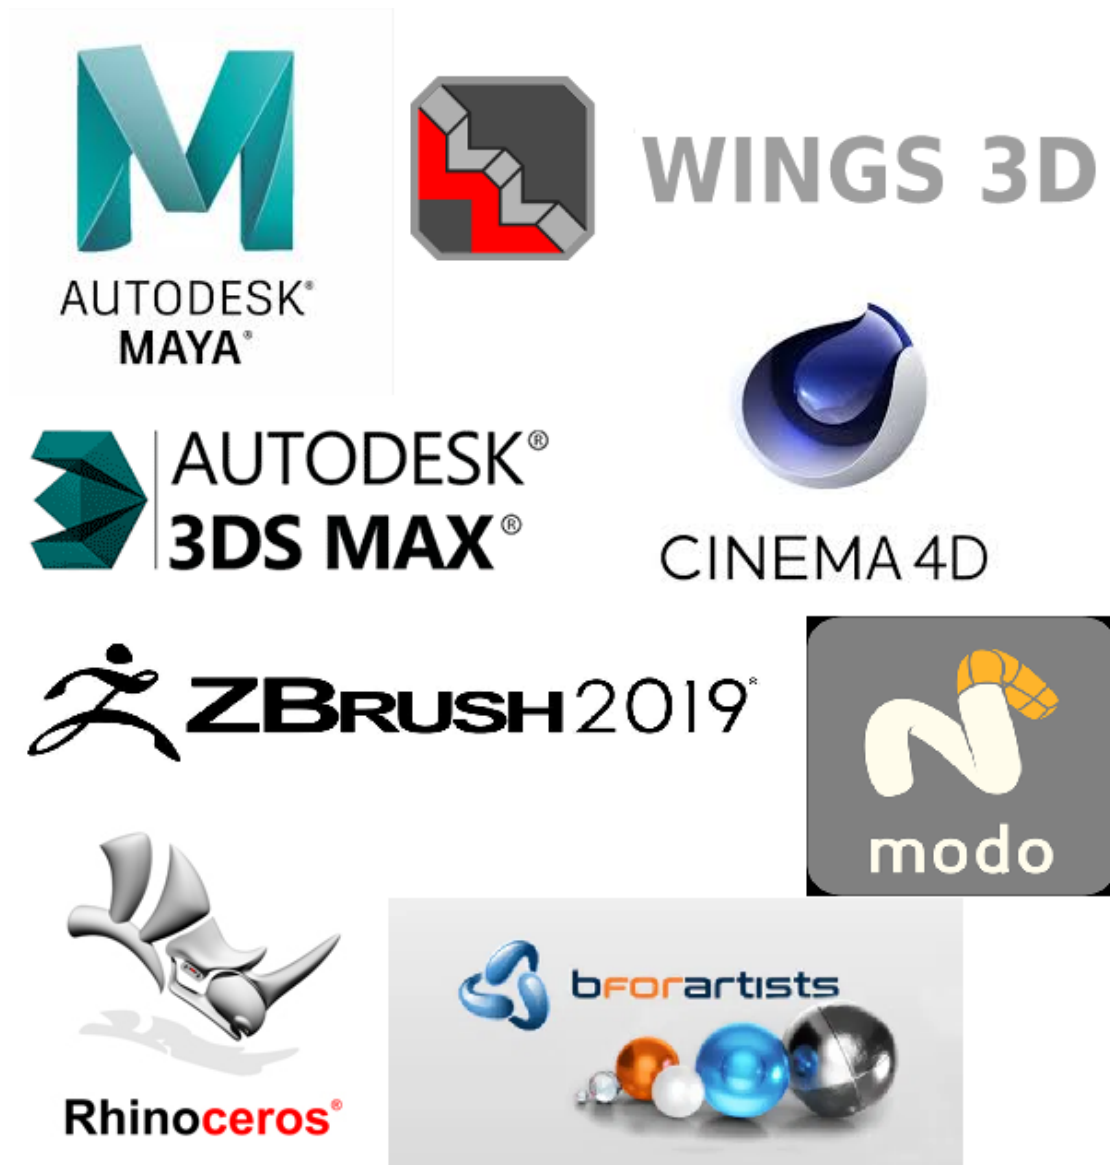 AUTODESK®
MAYA®
WINGS 3D
AUTODESK®
3DS MAX®
CINEMA 4D
ZBRUSH 2019®
modo
Rhinoceros®
bforartists